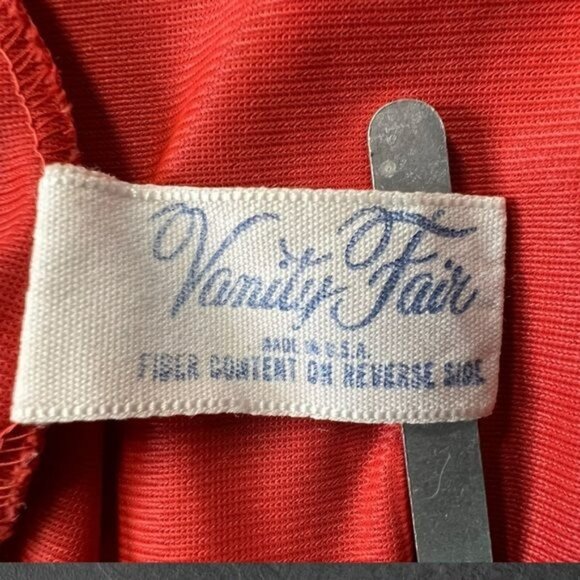 Vanity Fair
MADE IN U.S.A.
FIBER CONTENT ON REVERSE SIDE